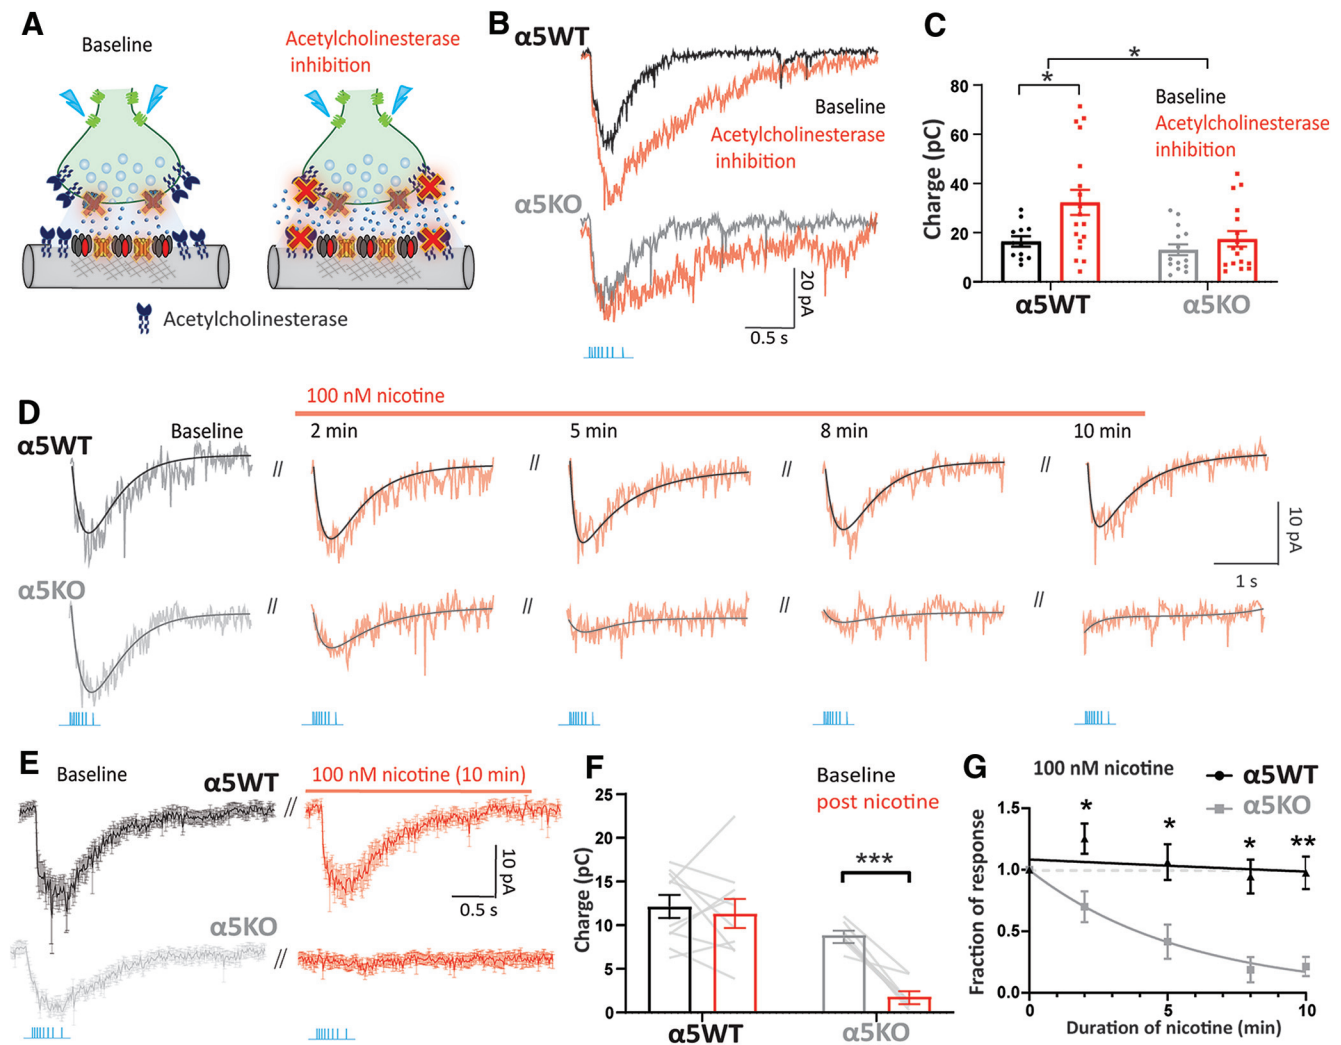 A
Baseline
Acetylcholinesterase
inhibition
Acetylcholinesterase
B
α5WT
Baseline
Acetylcholinesterase
inhibition
α5KO
20 pA
0.5 s
C
*
*
Baseline
Acetylcholinesterase
inhibition
Charge (pC)
80
60
40
20
0
α5WT
α5KO
D
100 nM nicotine
α5WT
Baseline
2 min
5 min
8 min
10 min
//
//
//
//
10 pA
1 s
α5KO
//
//
//
//
E
Baseline
α5WT
100 nM nicotine (10 min)
//
10 pA
0.5 s
α5KO
//
F
Baseline
post nicotine
***
Charge (pC)
25
20
15
10
5
0
α5WT
α5KO
G
100 nM nicotine
α5WT
α5KO
Fraction of response
1.5
1.0
0.5
0.0
*
*
*
**
0
5
10
Duration of nicotine (min)